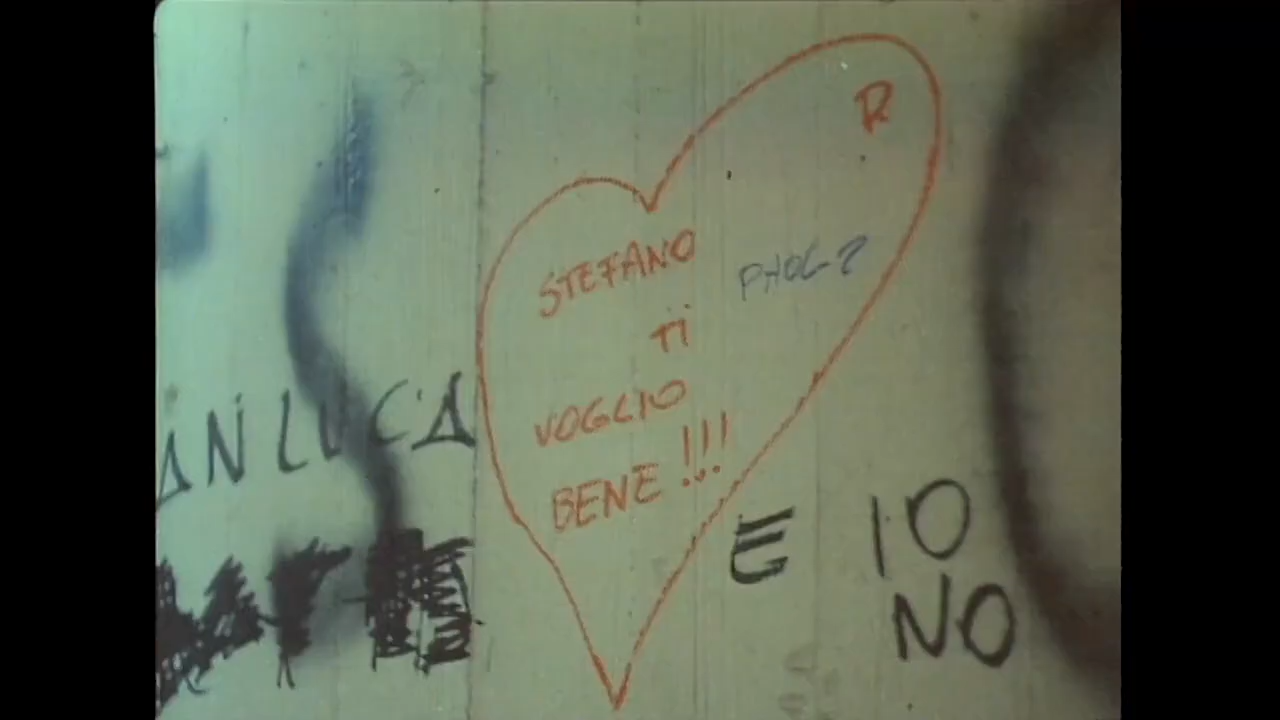 R
STEFANO
TI
VOGLIO
BENE !!!
ANLUCA
E IO
NO